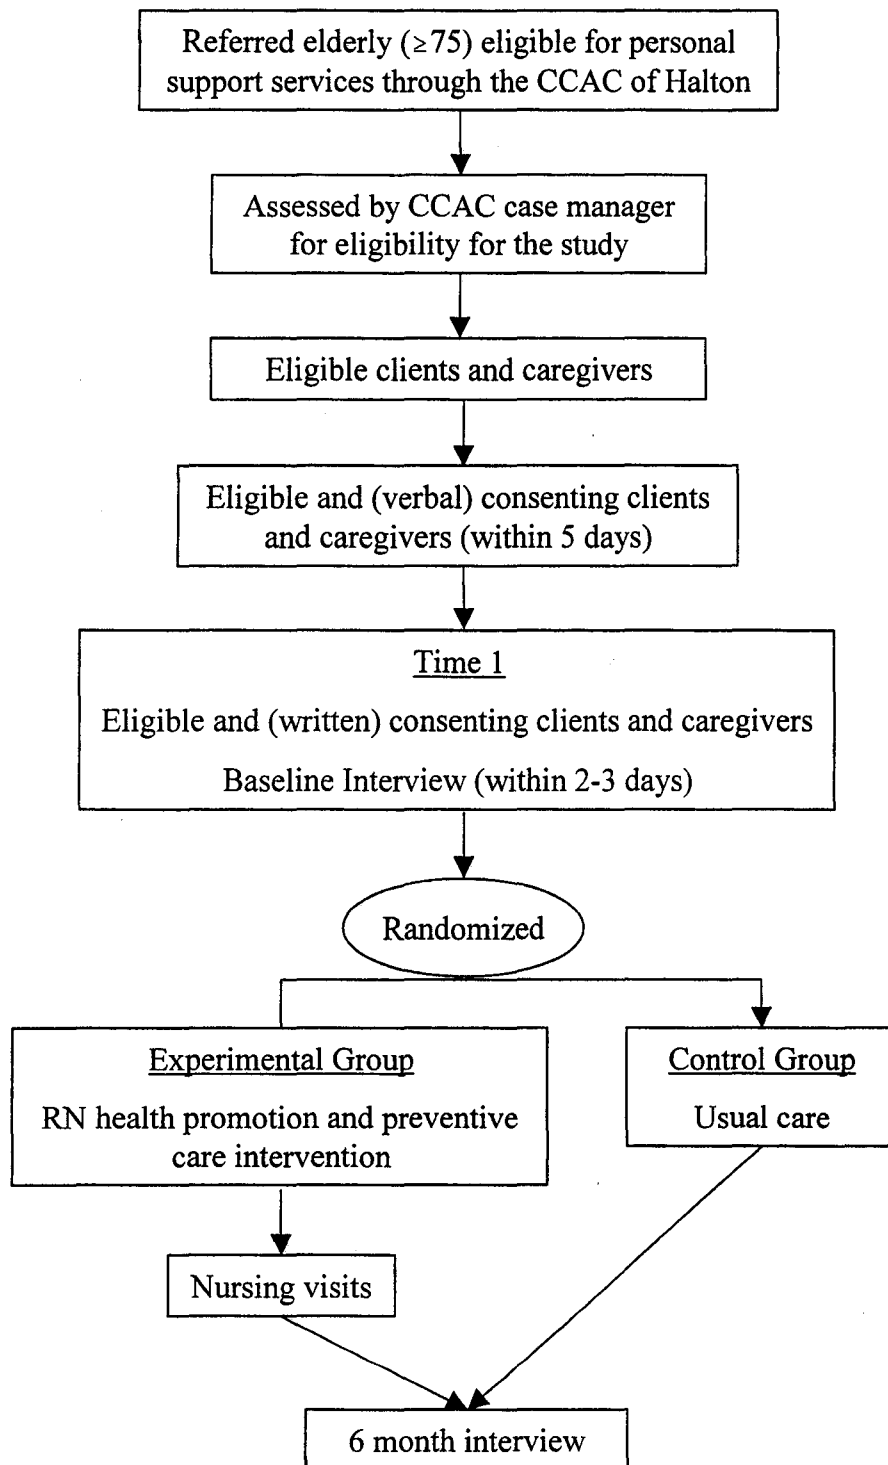 Referred elderly (≥75) eligible for personal
support services through the CCAC of Halton
Assessed by CCAC case manager
for eligibility for the study
Eligible clients and caregivers
Eligible and (verbal) consenting clients
and caregivers (within 5 days)
Time 1
Eligible and (written) consenting clients and caregivers
Baseline Interview (within 2-3 days)
Randomized
Experimental Group
RN health promotion and preventive
care intervention
Control Group
Usual care
Nursing visits
6 month interview